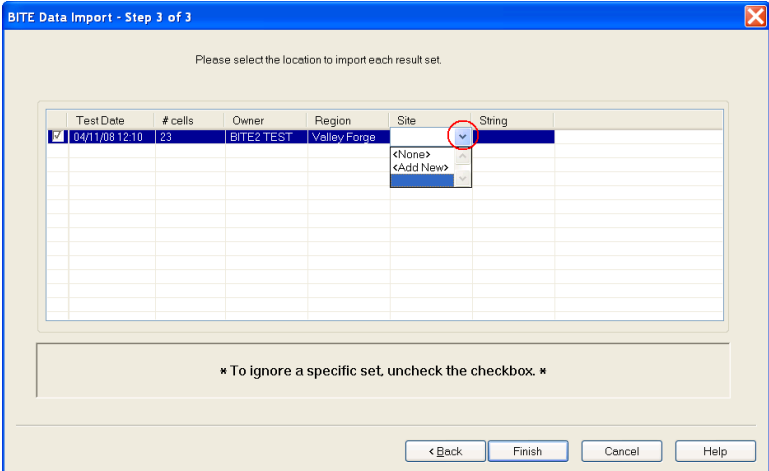 BITE Data Import - Step 3 of 3
Please select the location to import each result set.
Test Date # cells Owner Region Site String
04/11/08 12:10 23 BITE2 TEST Valley Forge
<None>
<Add New>
* To ignore a specific set, uncheck the checkbox. *
< Back Finish Cancel Help